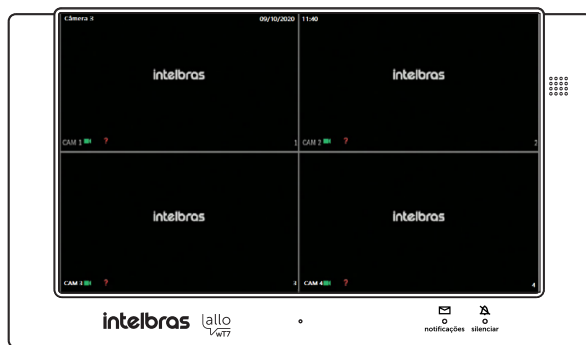 Câmera 3 09/10/2020 11:40
intelbras intelbras
CAM 1 ? 1 CAM 2 ? 2
intelbras intelbras
CAM 3 ? 3 CAM 4 ? 4
intelbras allo wT7
notificações silenciar